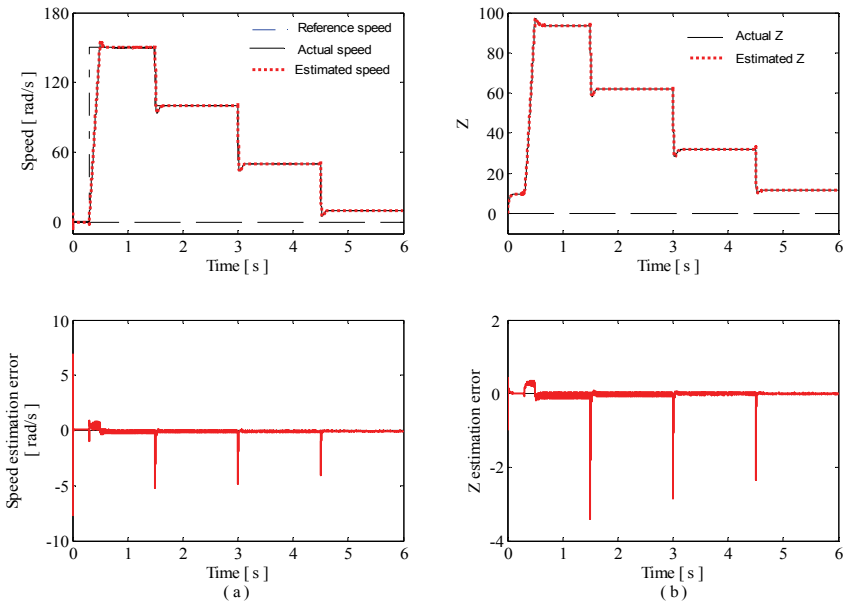 180
120
60
0
Speed [ rad/s ]
Reference speed
Actual speed
Estimated speed
0 1 2 3 4 5 6
Time [ s ]
100
80
60
40
20
0
Z
Actual Z
Estimated Z
0 1 2 3 4 5 6
Time [ s ]
10
5
0
-5
-10
Speed estimation error
[ rad/s ]
0 1 2 3 4 5 6
Time [ s ]
( a )
2
0
-2
-4
Z estimation error
0 1 2 3 4 5 6
Time [ s ]
( b )